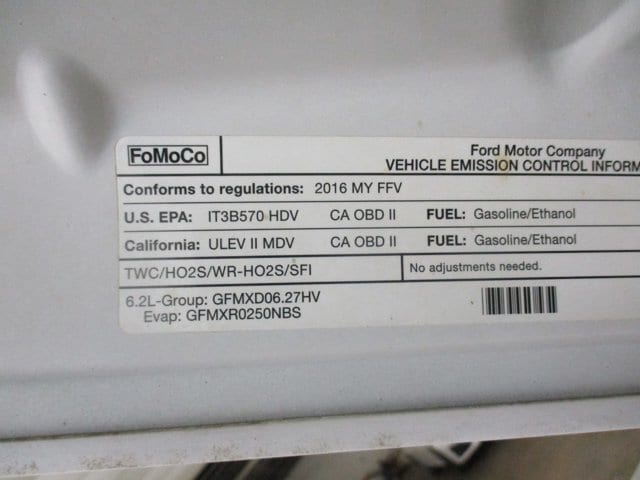 FoMoCo
Ford Motor Company
VEHICLE EMISSION CONTROL INFORM
Conforms to regulations: 2016 MY FFV
U.S. EPA: IT3B570 HDV CA OBD II FUEL: Gasoline/Ethanol
California: ULEV II MDV CA OBD II FUEL: Gasoline/Ethanol
TWC/HO2S/WR-HO2S/SFI No adjustments needed.
6.2L-Group: GFMXD06.27HV
Evap: GFMXR0250NBS